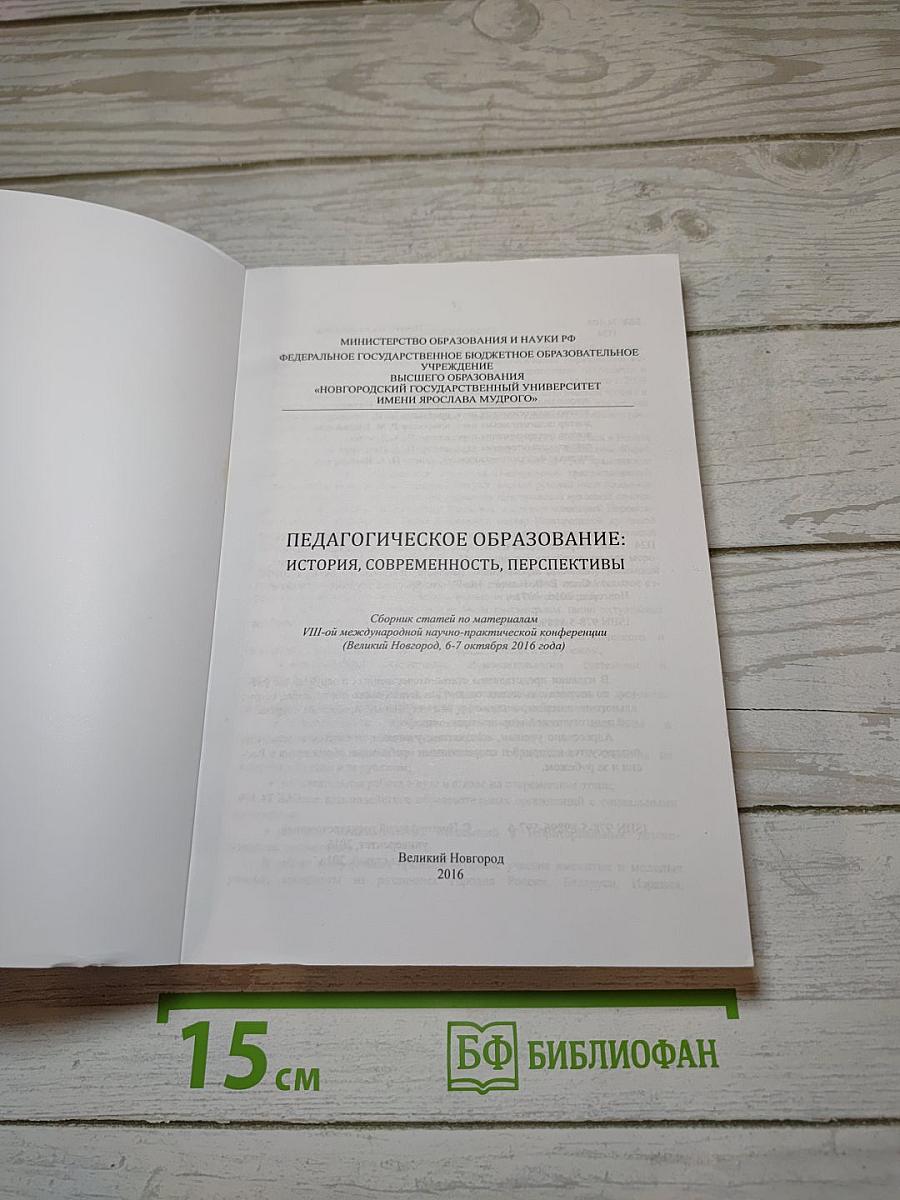 МИНИСТЕРСТВО ОБРАЗОВАНИЯ И НАУКИ РФ
ФЕДЕРАЛЬНОЕ ГОСУДАРСТВЕННОЕ БЮДЖЕТНОЕ ОБРАЗОВАТЕЛЬНОЕ
УЧРЕЖДЕНИЕ
ВЫСШЕГО ОБРАЗОВАНИЯ
«НОВГОРОДСКИЙ ГОСУДАРСТВЕННЫЙ УНИВЕРСИТЕТ
ИМЕНИ ЯРОСЛАВА МУДРОГО»
ПЕДАГОГИЧЕСКОЕ ОБРАЗОВАНИЕ:
ИСТОРИЯ, СОВРЕМЕННОСТЬ, ПЕРСПЕКТИВЫ
Сборник статей по материалам
VIII-ой международной научно-практической конференции
(Великий Новгород, 6-7 октября 2016 года)
Великий Новгород
2016
15 см
БФ БИБЛИОФАН